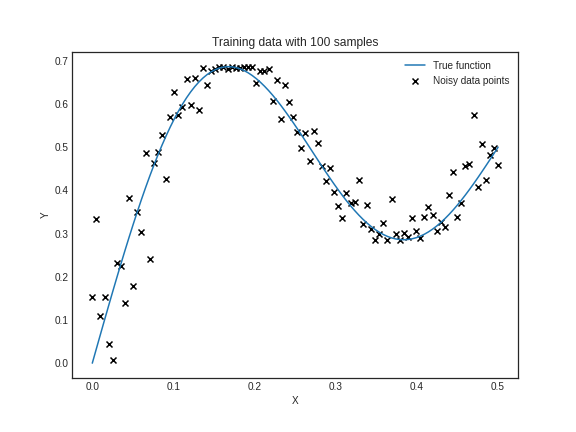 Training data with 100 samples
True function
Noisy data points
0.7
0.6
0.5
0.4
0.3
0.2
0.1
0.0
Y
0.0 0.1 0.2 0.3 0.4 0.5
X